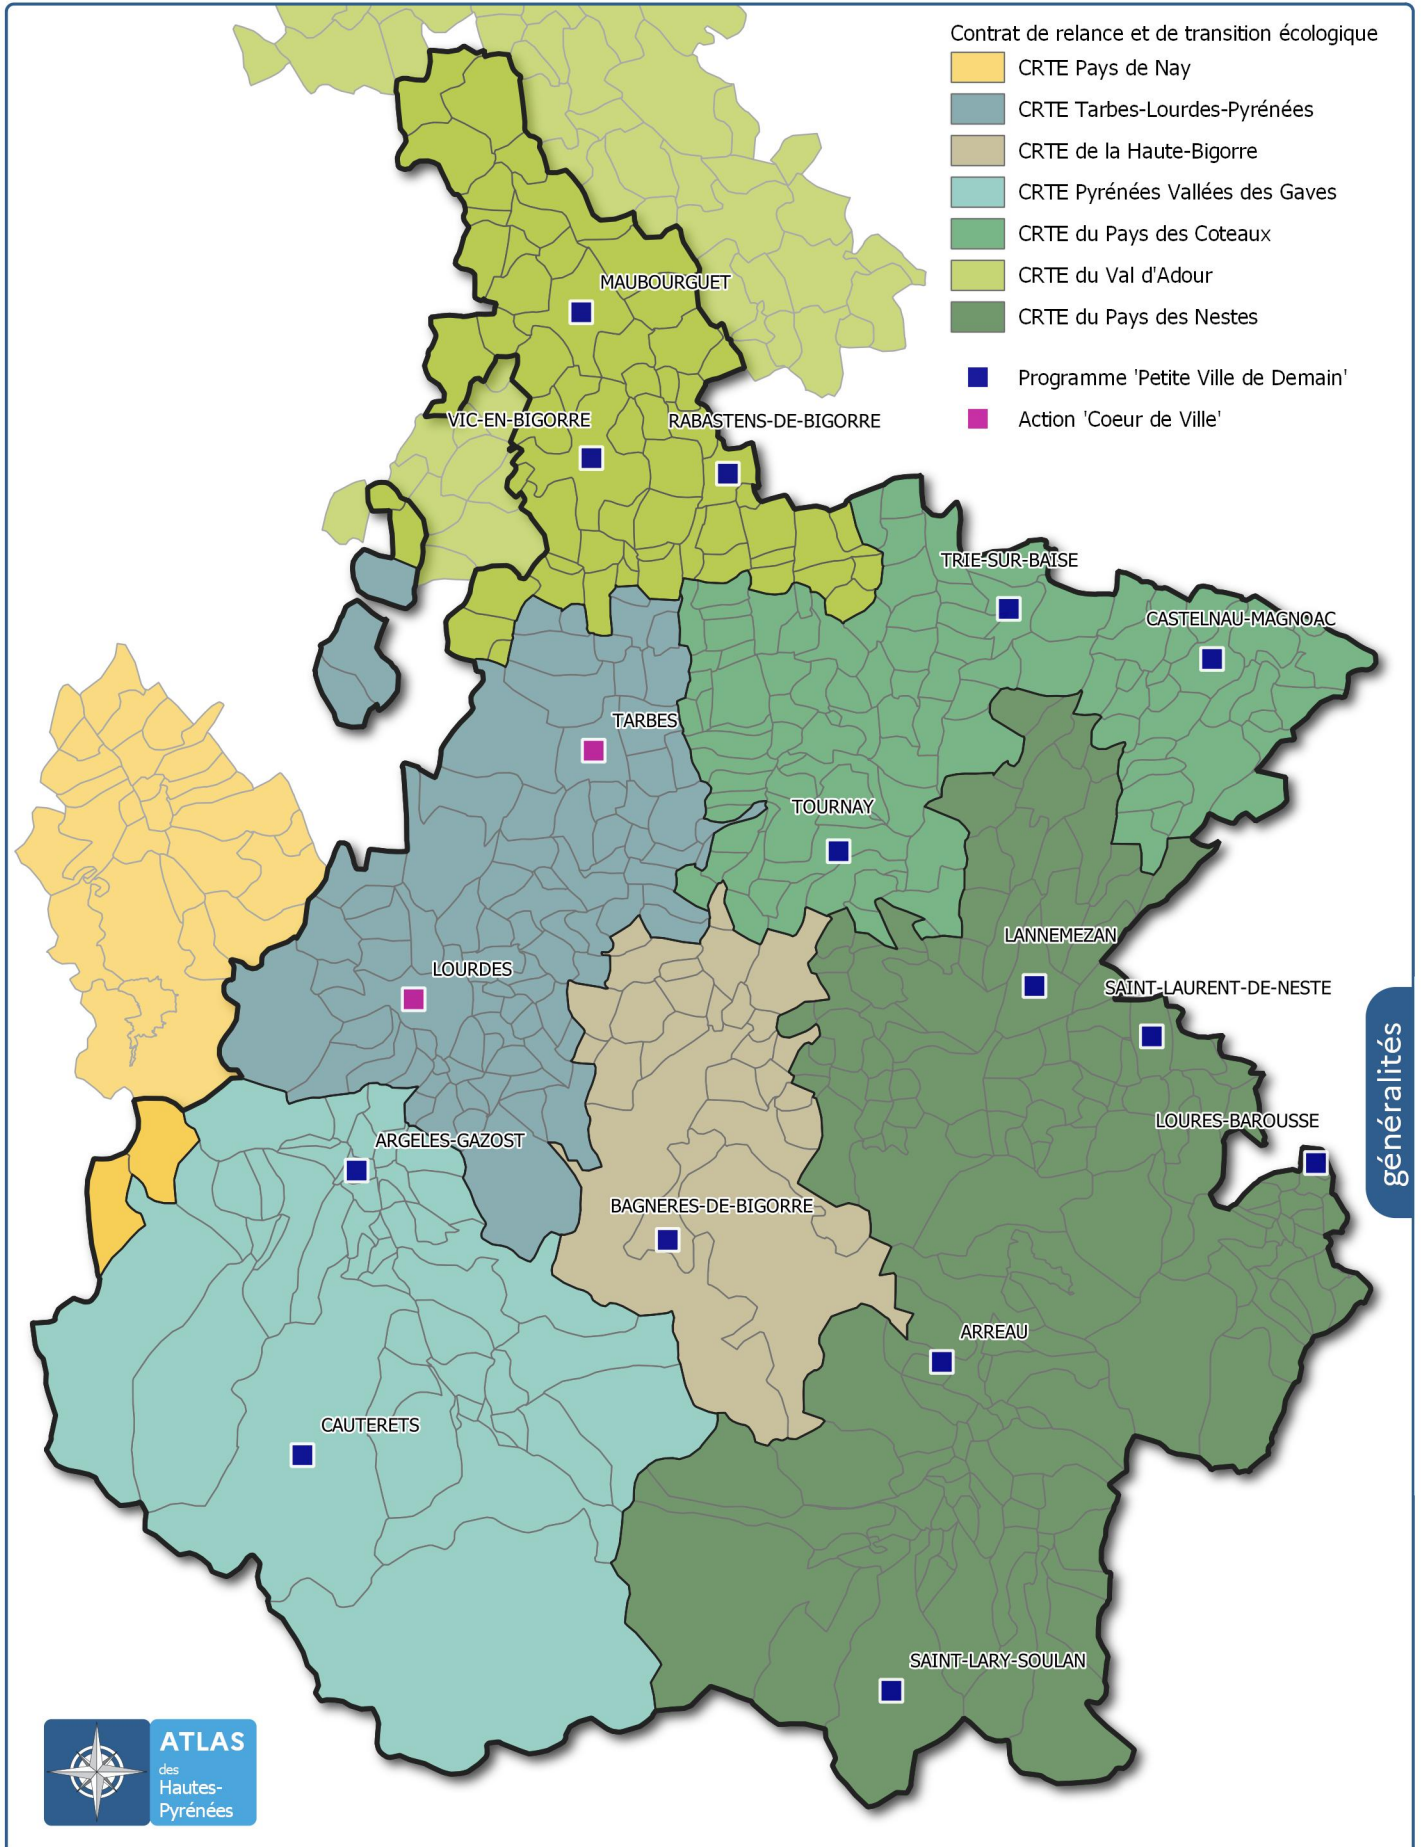 Contrat de relance et de transition écologique
CRTE Pays de Nay
CRTE Tarbes-Lourdes-Pyrénées
CRTE de la Haute-Bigorre
CRTE Pyrénées Vallées des Gaves
CRTE du Pays des Coteaux
CRTE du Val d'Adour
CRTE du Pays des Nestes
Programme 'Petite Ville de Demain'
Action 'Coeur de Ville'
MAUBOURGUET
VIC-EN-BIGORRE
RABASTENS-DE-BIGORRE
TRIE-SUR-BAISE
CASTELNAU-MAGNOAC
TARBES
TOURNAY
LANNEMEZAN
LOURDES
SAINT-LAURENT-DE-NESTE
généralités
LOURES-BAROUSSE
ARGELES-GAZOST
BAGNERES-DE-BIGORRE
ARREAU
CAUTERETS
SAINT-LARY-SOULAN
ATLAS
des
Hautes-
Pyrénées